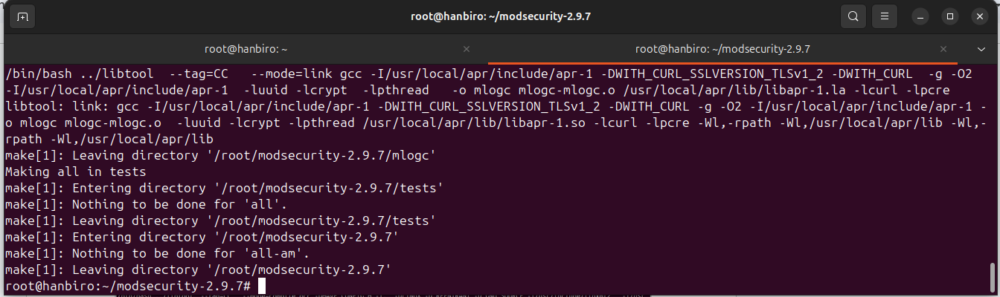 root@hanbiro: ~/modsecurity-2.9.7
root@hanbiro: ~
root@hanbiro: ~/modsecurity-2.9.7
/bin/bash ../libtool  --tag=CC   --mode=link gcc -I/usr/local/apr/include/apr-1 -DWITH_CURL_SSLVERSION_TLSv1_2 -DWITH_CURL  -g -O2
-I/usr/local/apr/include/apr-1  -luuid -lcrypt  -lpthread   -o mlogc mlogc-mlogc.o /usr/local/apr/lib/libapr-1.la -lcurl -lpcre
libtool: link: gcc -I/usr/local/apr/include/apr-1 -DWITH_CURL_SSLVERSION_TLSv1_2 -DWITH_CURL -g -O2 -I/usr/local/apr/include/apr-1 -
o mlogc mlogc-mlogc.o  -luuid -lcrypt -lpthread /usr/local/apr/lib/libapr-1.so -lcurl -lpcre -Wl,-rpath -Wl,/usr/local/apr/lib -Wl,-
rpath -Wl,/usr/local/apr/lib
make[1]: Leaving directory '/root/modsecurity-2.9.7/mlogc'
Making all in tests
make[1]: Entering directory '/root/modsecurity-2.9.7/tests'
make[1]: Nothing to be done for 'all'.
make[1]: Leaving directory '/root/modsecurity-2.9.7/tests'
make[1]: Entering directory '/root/modsecurity-2.9.7'
make[1]: Nothing to be done for 'all-am'.
make[1]: Leaving directory '/root/modsecurity-2.9.7'
root@hanbiro:~/modsecurity-2.9.7#